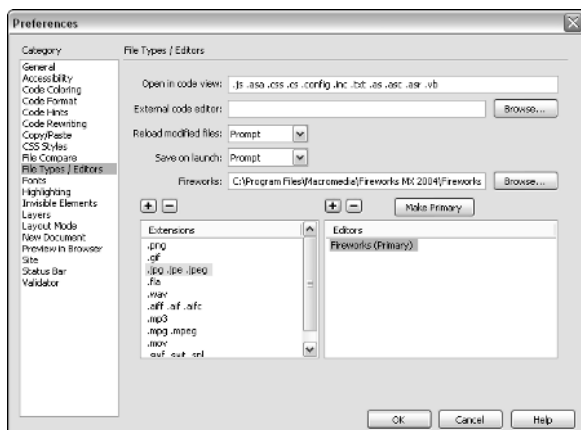 Preferences
Category
File Types / Editors
General
Accessibility
Code Coloring
Code Format
Code Hints
Code Rewriting
Copy/Paste
CSS Styles
File Compare
File Types / Editors
Fonts
Highlighting
Invisible Elements
Layers
Layout Mode
New Document
Preview in Browser
Site
Status Bar
Validator
Open in code view: .js .asa .css .cs .config .inc .txt .as .asc .asr .vb
External code editor: Browse...
Reload modified files: Prompt
Save on launch: Prompt
Fireworks: C:\Program Files\Macromedia\Fireworks MX 2004\Fireworks Browse...
Make Primary
Extensions
.png
.gif
.jpg .jpe .jpeg
.fla
.wav
.aiff .aif .aifc
.mp3
.mpg .mpeg
.mov
Editors
Fireworks (Primary)
OK Cancel Help